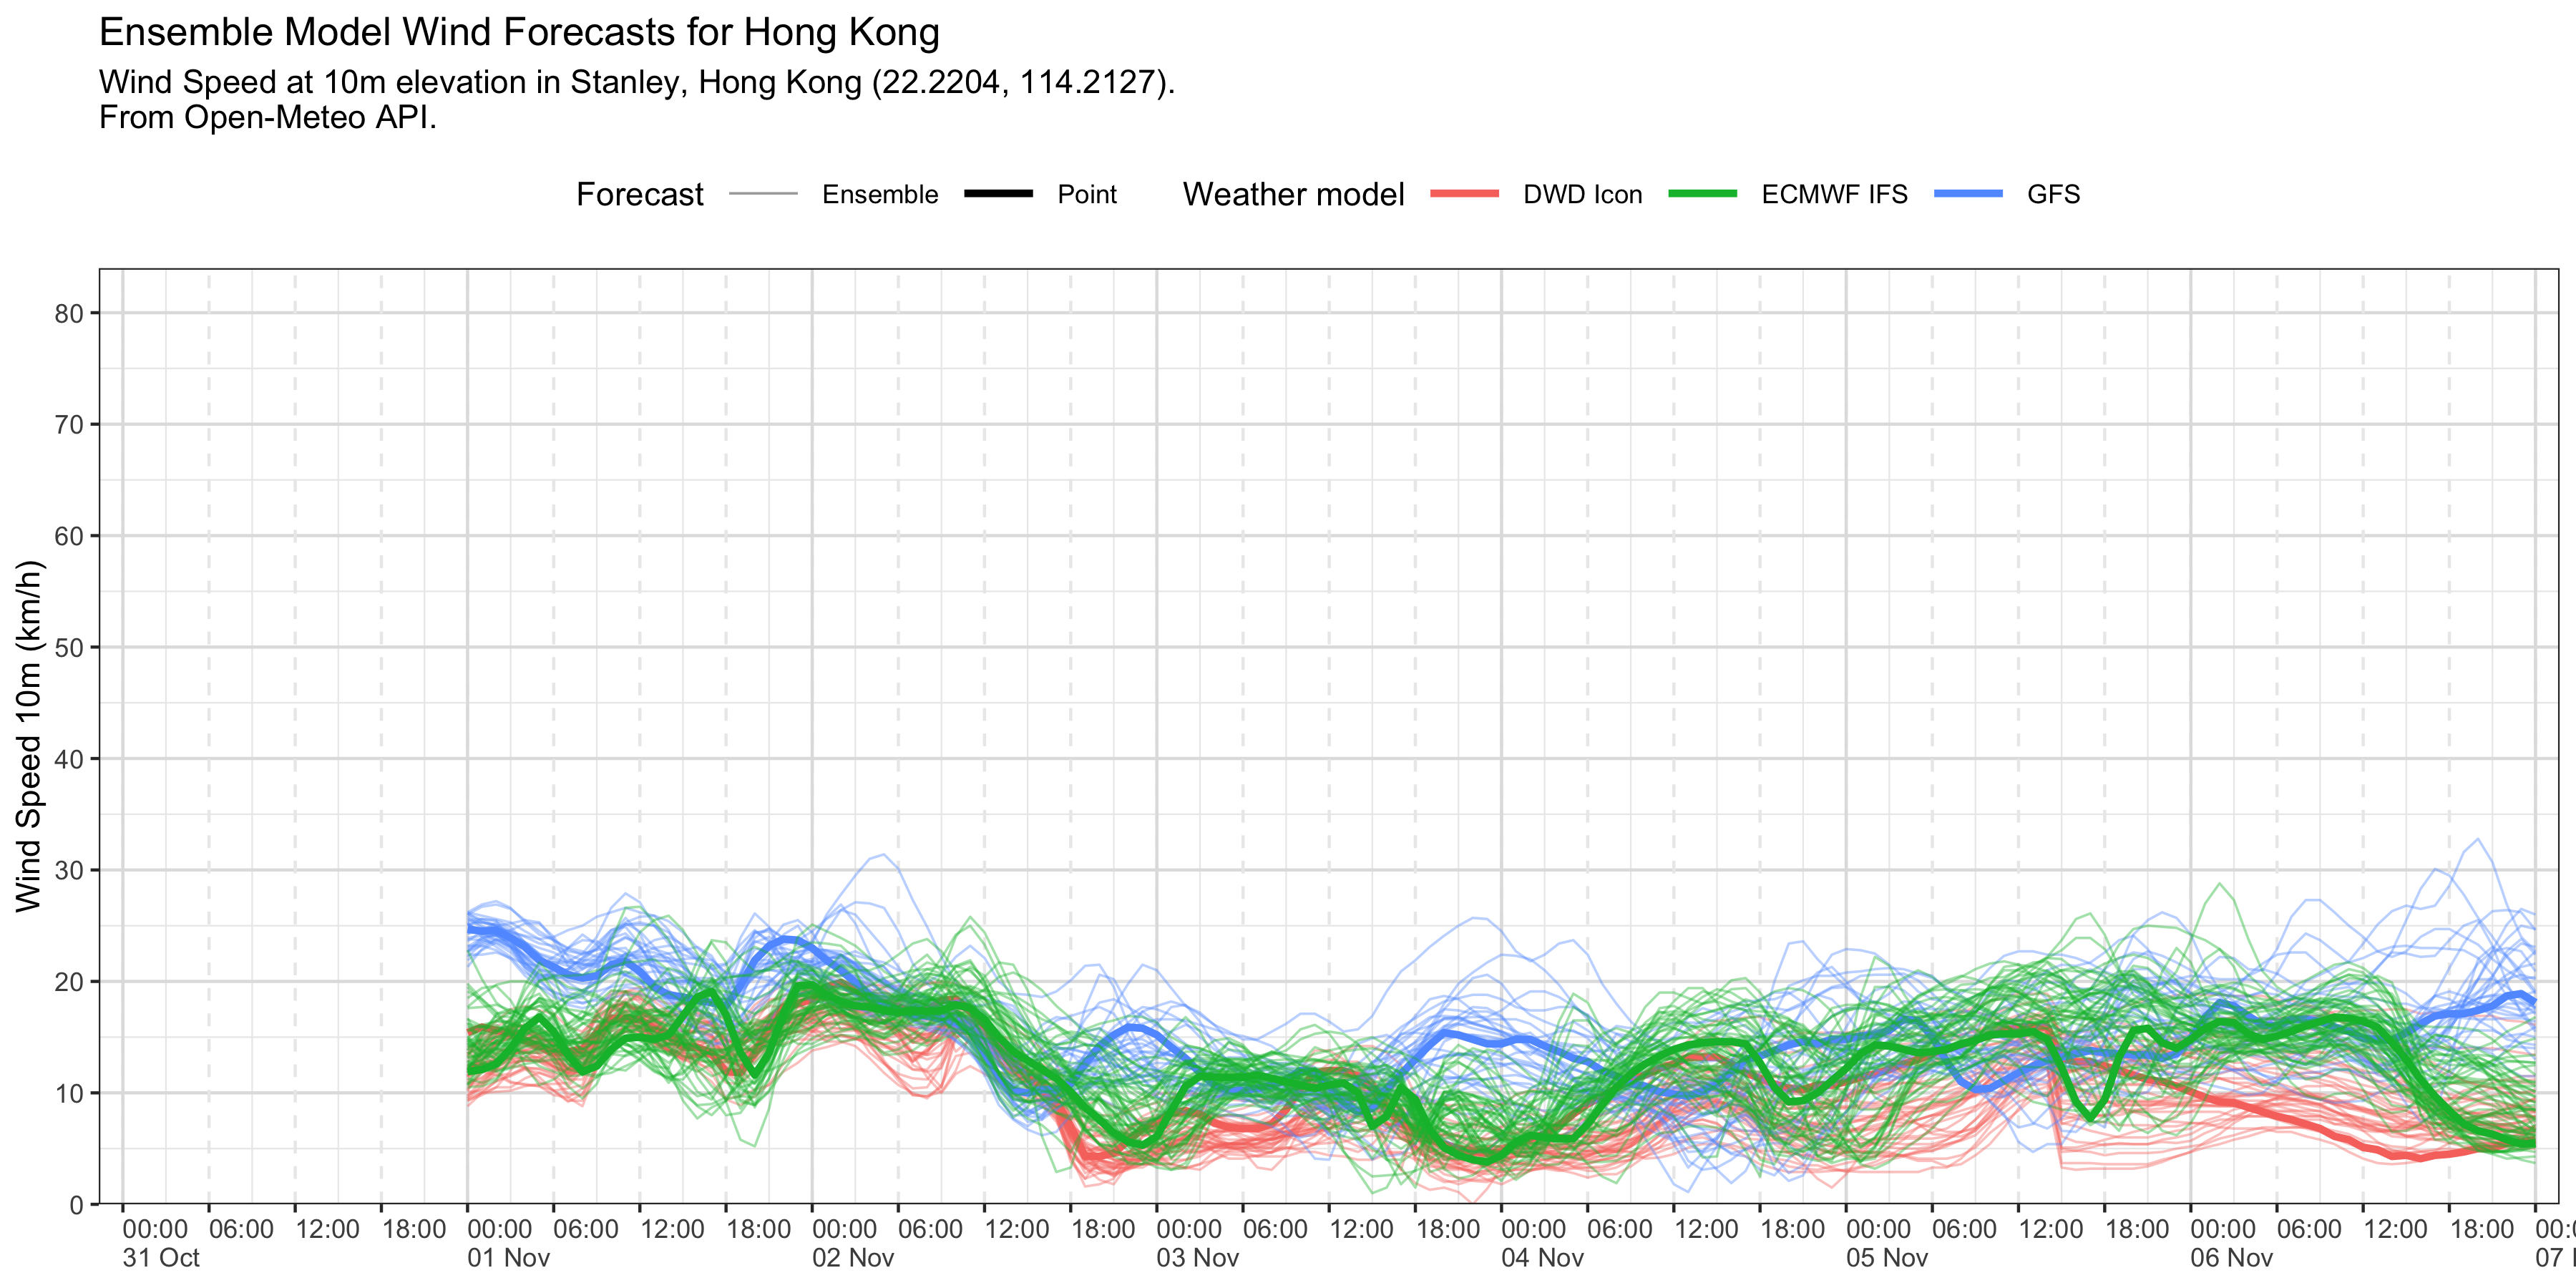 Ensemble Model Wind Forecasts for Hong Kong
Wind Speed at 10m elevation in Stanley, Hong Kong (22.2204, 114.2127).
From Open-Meteo API.
Forecast Ensemble Point Weather model DWD Icon ECMWF IFS GFS
Wind Speed 10m (km/h)
80
70
60
50
40
30
20
10
0
00:00 06:00 12:00 18:00 00:00 06:00 12:00 18:00 00:00 06:00 12:00 18:00 00:00 06:00 12:00 18:00 00:00 06:00 12:00 18:00 00:00 06:00 12:00 18:00 00:00 06:00 12:00 18:00
31 Oct 01 Nov 02 Nov 03 Nov 04 Nov 05 Nov 06 Nov 07